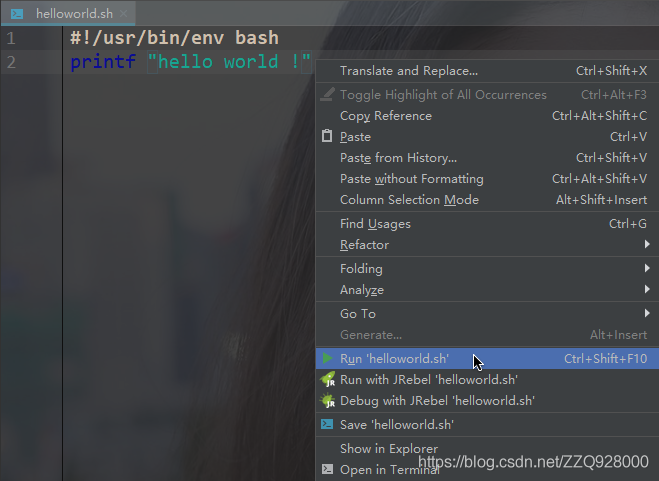 helloworld.sh
1 #!/usr/bin/env bash
2 printf "hello world !"
Translate and Replace... Ctrl+Shift+X
Toggle Highlight of All Occurrences Ctrl+Alt+F3
Copy Reference Ctrl+Alt+Shift+C
Paste Ctrl+V
Paste from History... Ctrl+Shift+V
Paste without Formatting Ctrl+Alt+Shift+V
Column Selection Mode Alt+Shift+Insert
Find Usages Ctrl+G
Refactor
Folding
Analyze
Go To
Generate... Alt+Insert
Run 'helloworld.sh' Ctrl+Shift+F10
JR Run with JRebel 'helloworld.sh'
JR Debug with JRebel 'helloworld.sh'
Save 'helloworld.sh'
Show in Explorer
https://blog.csdn.net/ZZQ928000
Open in Terminal